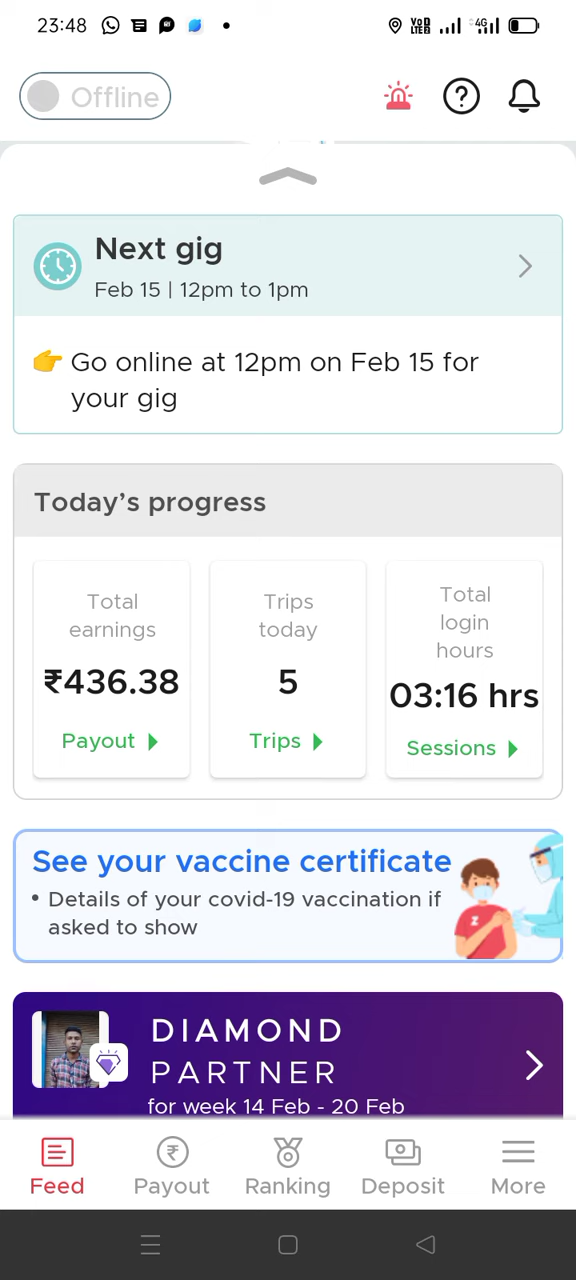 23:48
VoD
LTE2
4G
Offline
Next gig
Feb 15 | 12pm to 1pm
👉 Go online at 12pm on Feb 15 for
your gig
Today's progress
Total
earnings
₹436.38
Payout
Trips
today
5
Trips
Total
login
hours
03:16 hrs
Sessions
See your vaccine certificate
• Details of your covid-19 vaccination if
asked to show
DIAMOND
PARTNER
for week 14 Feb - 20 Feb
Feed
Payout
Ranking
Deposit
More